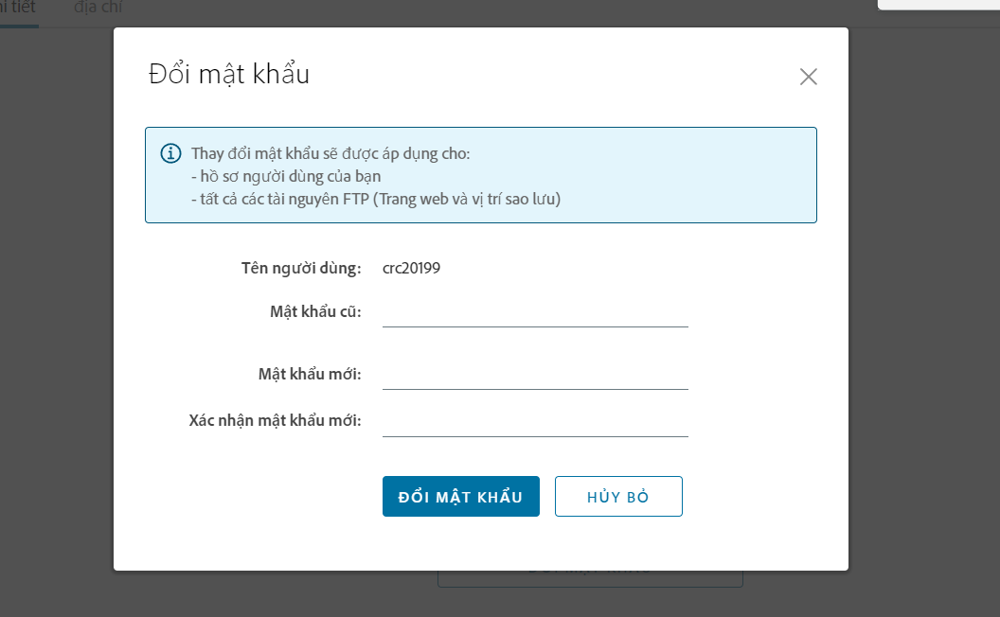 tiết
địa chỉ
Đổi mật khẩu
Thay đổi mật khẩu sẽ được áp dụng cho:
- hồ sơ người dùng của bạn
- tất cả các tài nguyên FTP (Trang web và vị trí sao lưu)
Tên người dùng: crc20199
Mật khẩu cũ:
Mật khẩu mới:
Xác nhận mật khẩu mới:
ĐỔI MẬT KHẨU HỦY BỎ